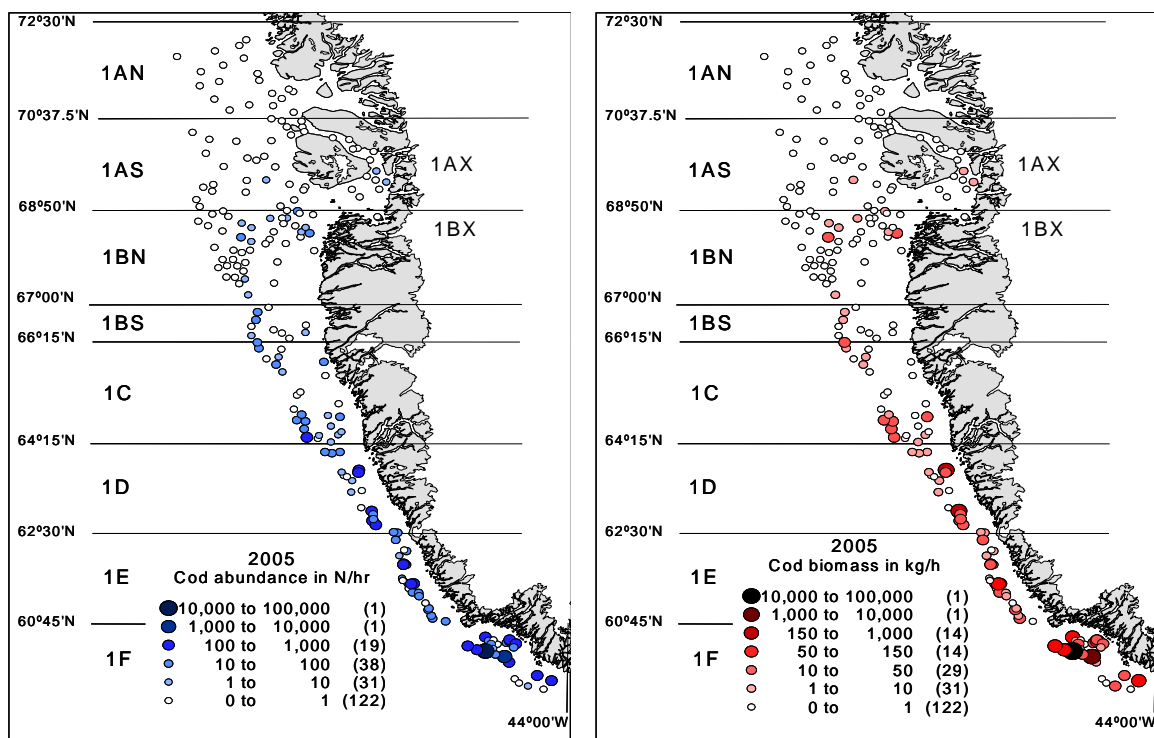 72º30'N
1AN
70º37.5'N
1AS
1AX
68º50'N
1BX
1BN
67º00'N
1BS
66º15'N
1C
64º15'N
1D
62º30'N
2005
Cod abundance in N/hr
1E
10,000 to 100,000 (1)
1,000 to 10,000 (1)
60º45'N
100 to 1,000 (19)
10 to 100 (38)
1F
1 to 10 (31)
0 to 1 (122)
44º00'W
72º30'N
1AN
70º37.5'N
1AS
1AX
68º50'N
1BX
1BN
67º00'N
1BS
66º15'N
1C
64º15'N
1D
62º30'N
2005
Cod biomass in kg/h
1E
10,000 to 100,000 (1)
1,000 to 10,000 (1)
60º45'N
150 to 1,000 (14)
50 to 150 (14)
1F
10 to 50 (29)
1 to 10 (31)
0 to 1 (122)
44º00'W